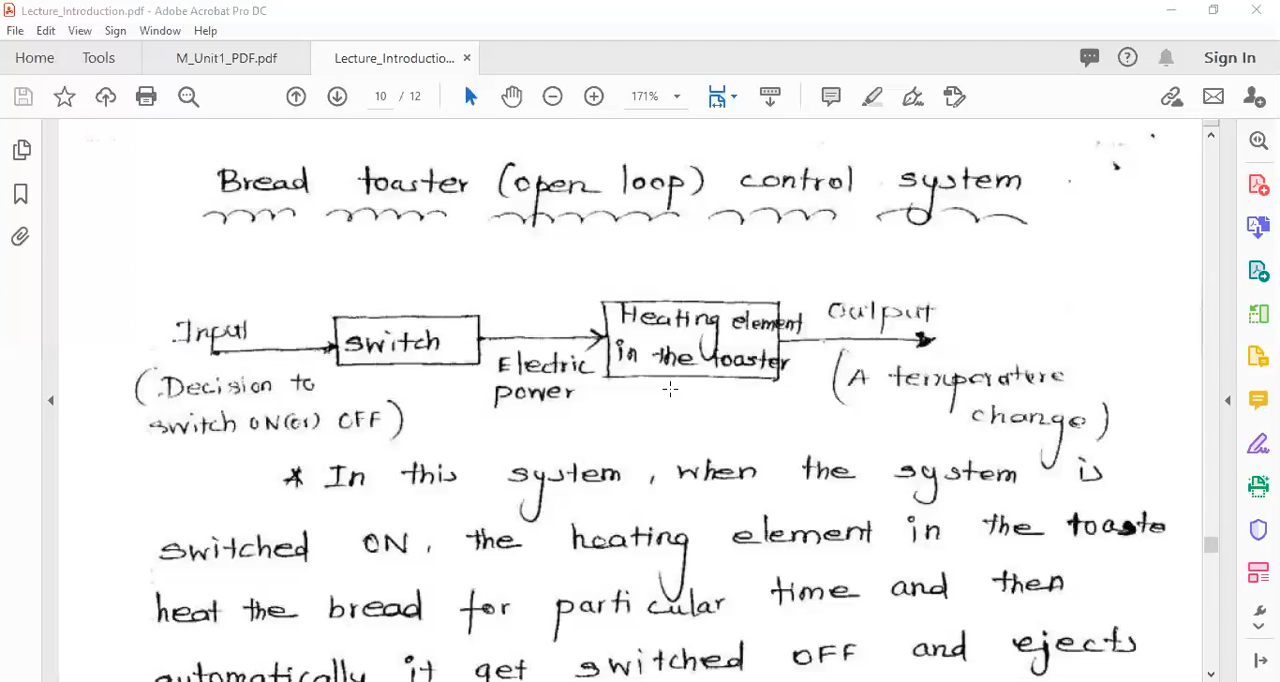 Lecture_Introduction.pdf - Adobe Acrobat Pro DC
File Edit View Sign Window Help
Home Tools M_Unit1_PDF.pdf Lecture_Introductio... × Sign In
10 / 12 171%
Bread toaster (open loop) control system
Input
switch
Electric power
Heating element
in the toaster
Output
(Decision to
switch ON(or) OFF)
(A temperature
change)
* In this system, when the system is
switched ON, the heating element in the toaste
heat the bread for particular time and then
automatically it get switched OFF and ejects